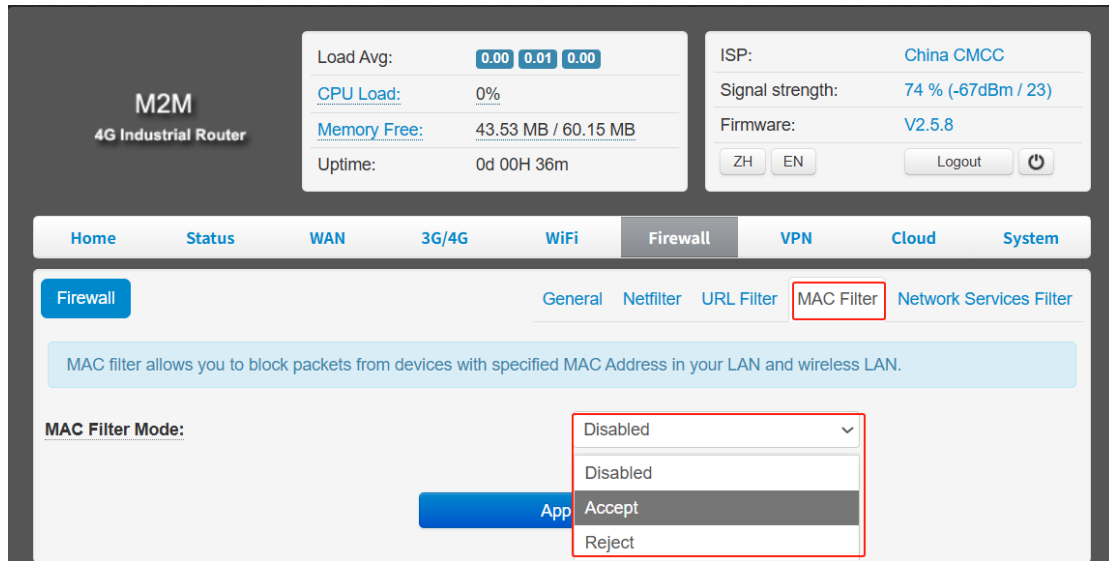 M2M
4G Industrial Router
Load Avg: 0.00 0.01 0.00
CPU Load: 0%
Memory Free: 43.53 MB / 60.15 MB
Uptime: 0d 00H 36m
ISP: China CMCC
Signal strength: 74 % (-67dBm / 23)
Firmware: V2.5.8
ZH EN Logout
Home Status WAN 3G/4G WiFi Firewall VPN Cloud System
Firewall General Netfilter URL Filter MAC Filter Network Services Filter
MAC filter allows you to block packets from devices with specified MAC Address in your LAN and wireless LAN.
MAC Filter Mode: Disabled
Disabled
App Accept
Reject